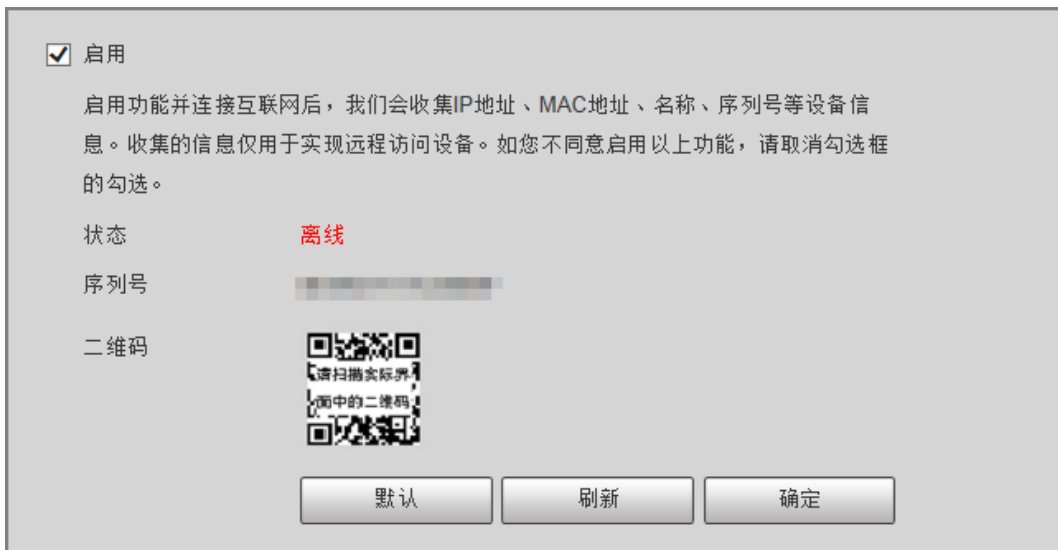 启用
启用功能并连接互联网后，我们会收集IP地址、MAC地址、名称、序列号等设备信
息。收集的信息仅用于实现远程访问设备。如您不同意启用以上功能，请取消勾选框
的勾选。
状态 离线
序列号
二维码
请扫描实际界
面中的二维码
默认 刷新 确定